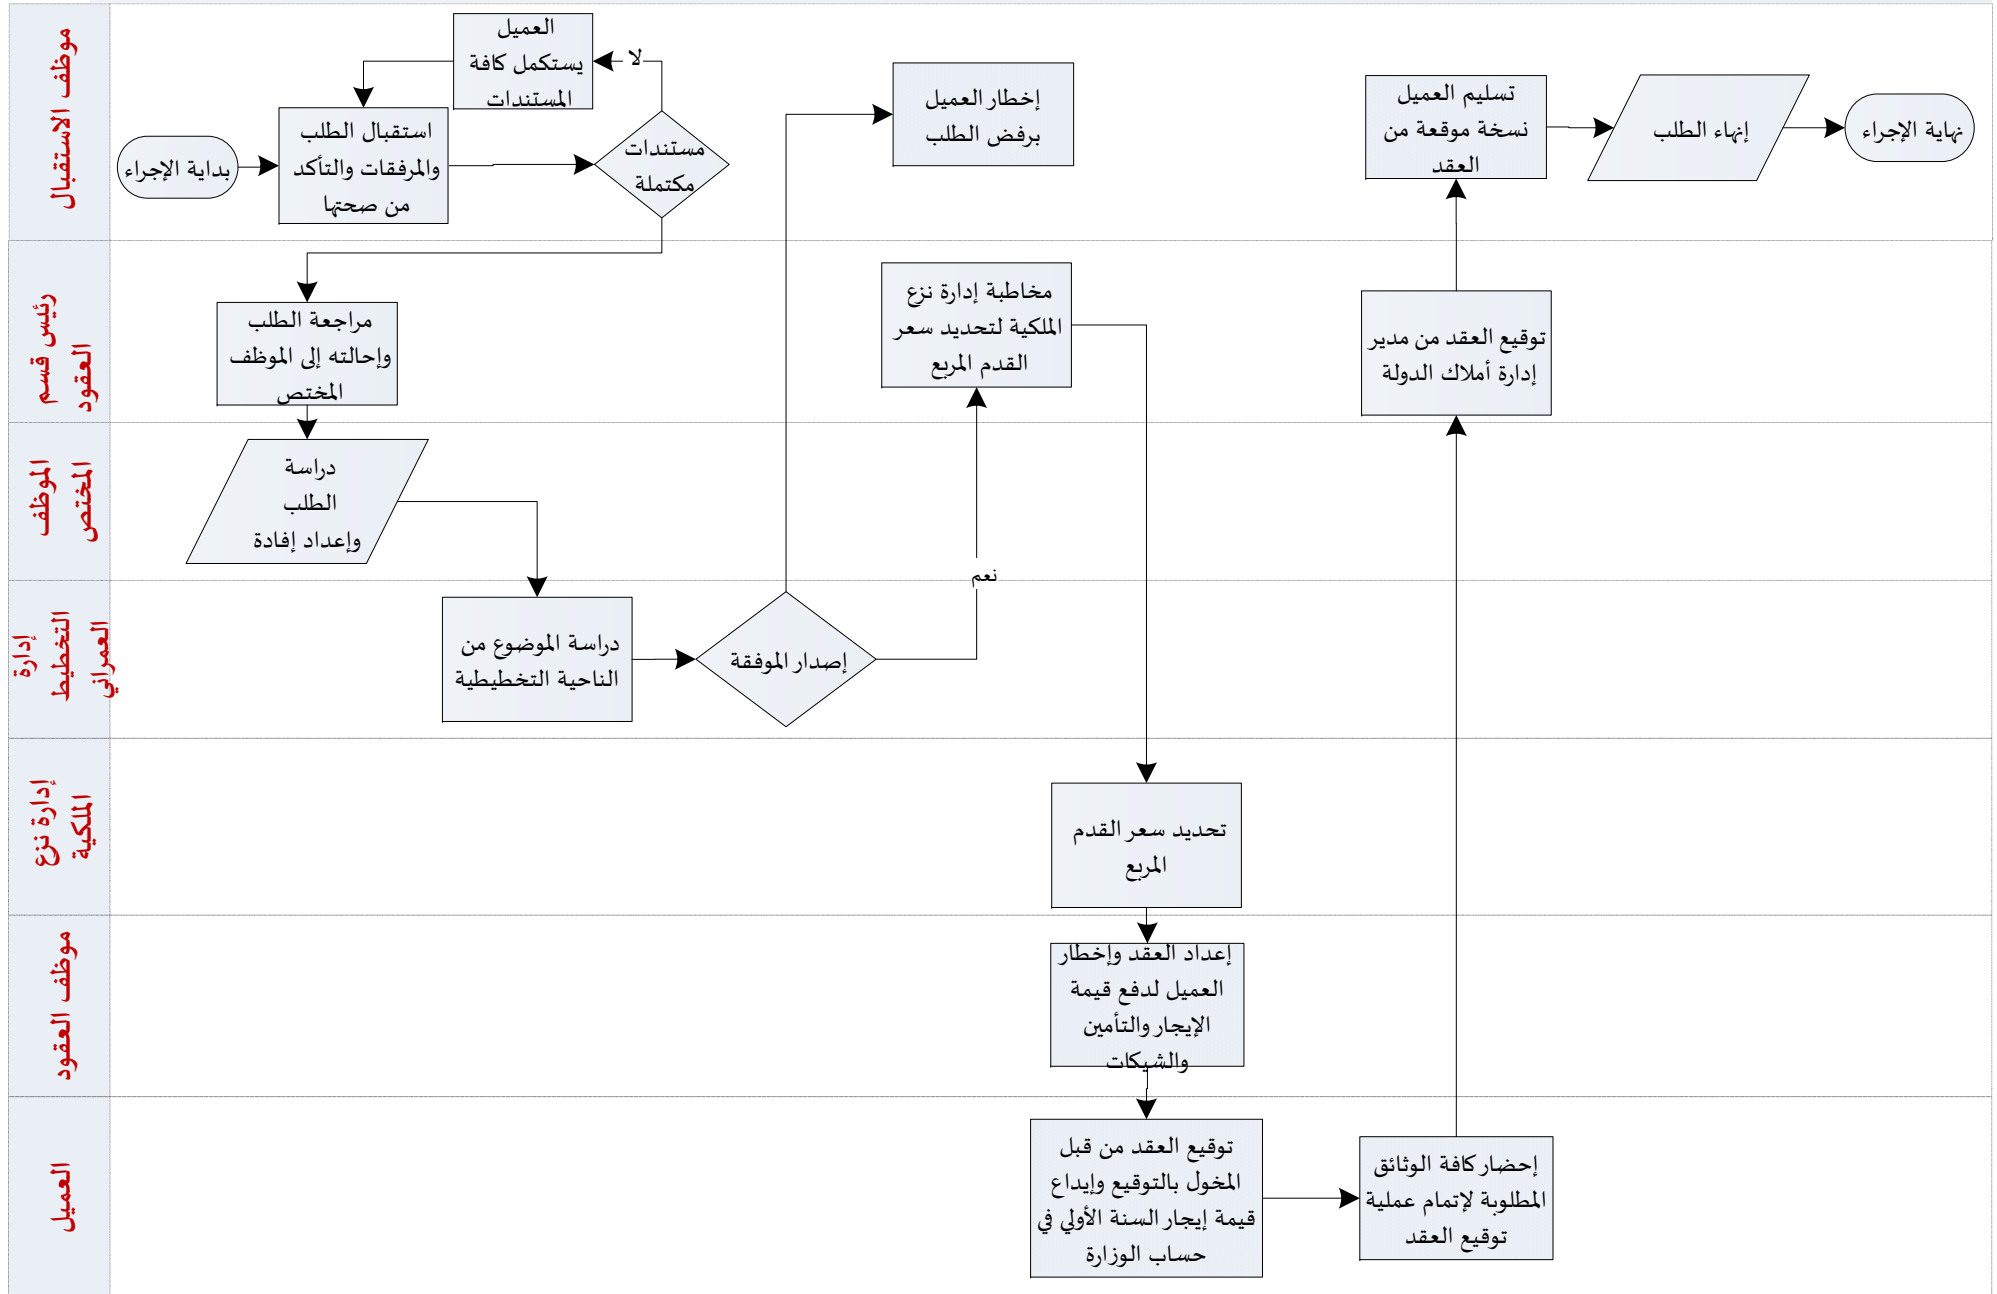 موظف الاستقبال
بداية الإجراء
استقبال الطلب
والمرفقات والتأكد
من صحتها
العميل
يستكمل كافة
المستندات
لا
مستندات
مكتملة
إخطار العميل
برفض الطلب
تسليم العميل
نسخة موقعة من
العقد
إنهاء الطلب
نهاية الإجراء
رئيس قسم
العقود
مراجعة الطلب
وإحالته إلى الموظف
المختص
مخاطبة إدارة نزع
الملكية لتحديد سعر
القدم المربع
توقيع العقد من مدير
إدارة أملاك الدولة
الموظف
المختص
دراسة
الطلب
وإعداد إفادة
نعم
إدارة
التخطيط
العمراني
دراسة الموضوع من
الناحية التخطيطية
إصدار الموفقة
إدارة نزع
الملكية
تحديد سعر القدم
المربع
موظف العقود
إعداد العقد وإخطار
العميل لدفع قيمة
الإيجار والتأمين
والشيكات
العميل
توقيع العقد من قبل
المخول بالتوقيع وإيداع
قيمة إيجار السنة الأولي في
حساب الوزارة
إحضار كافة الوثائق
المطلوبة لإتمام عملية
توقيع العقد